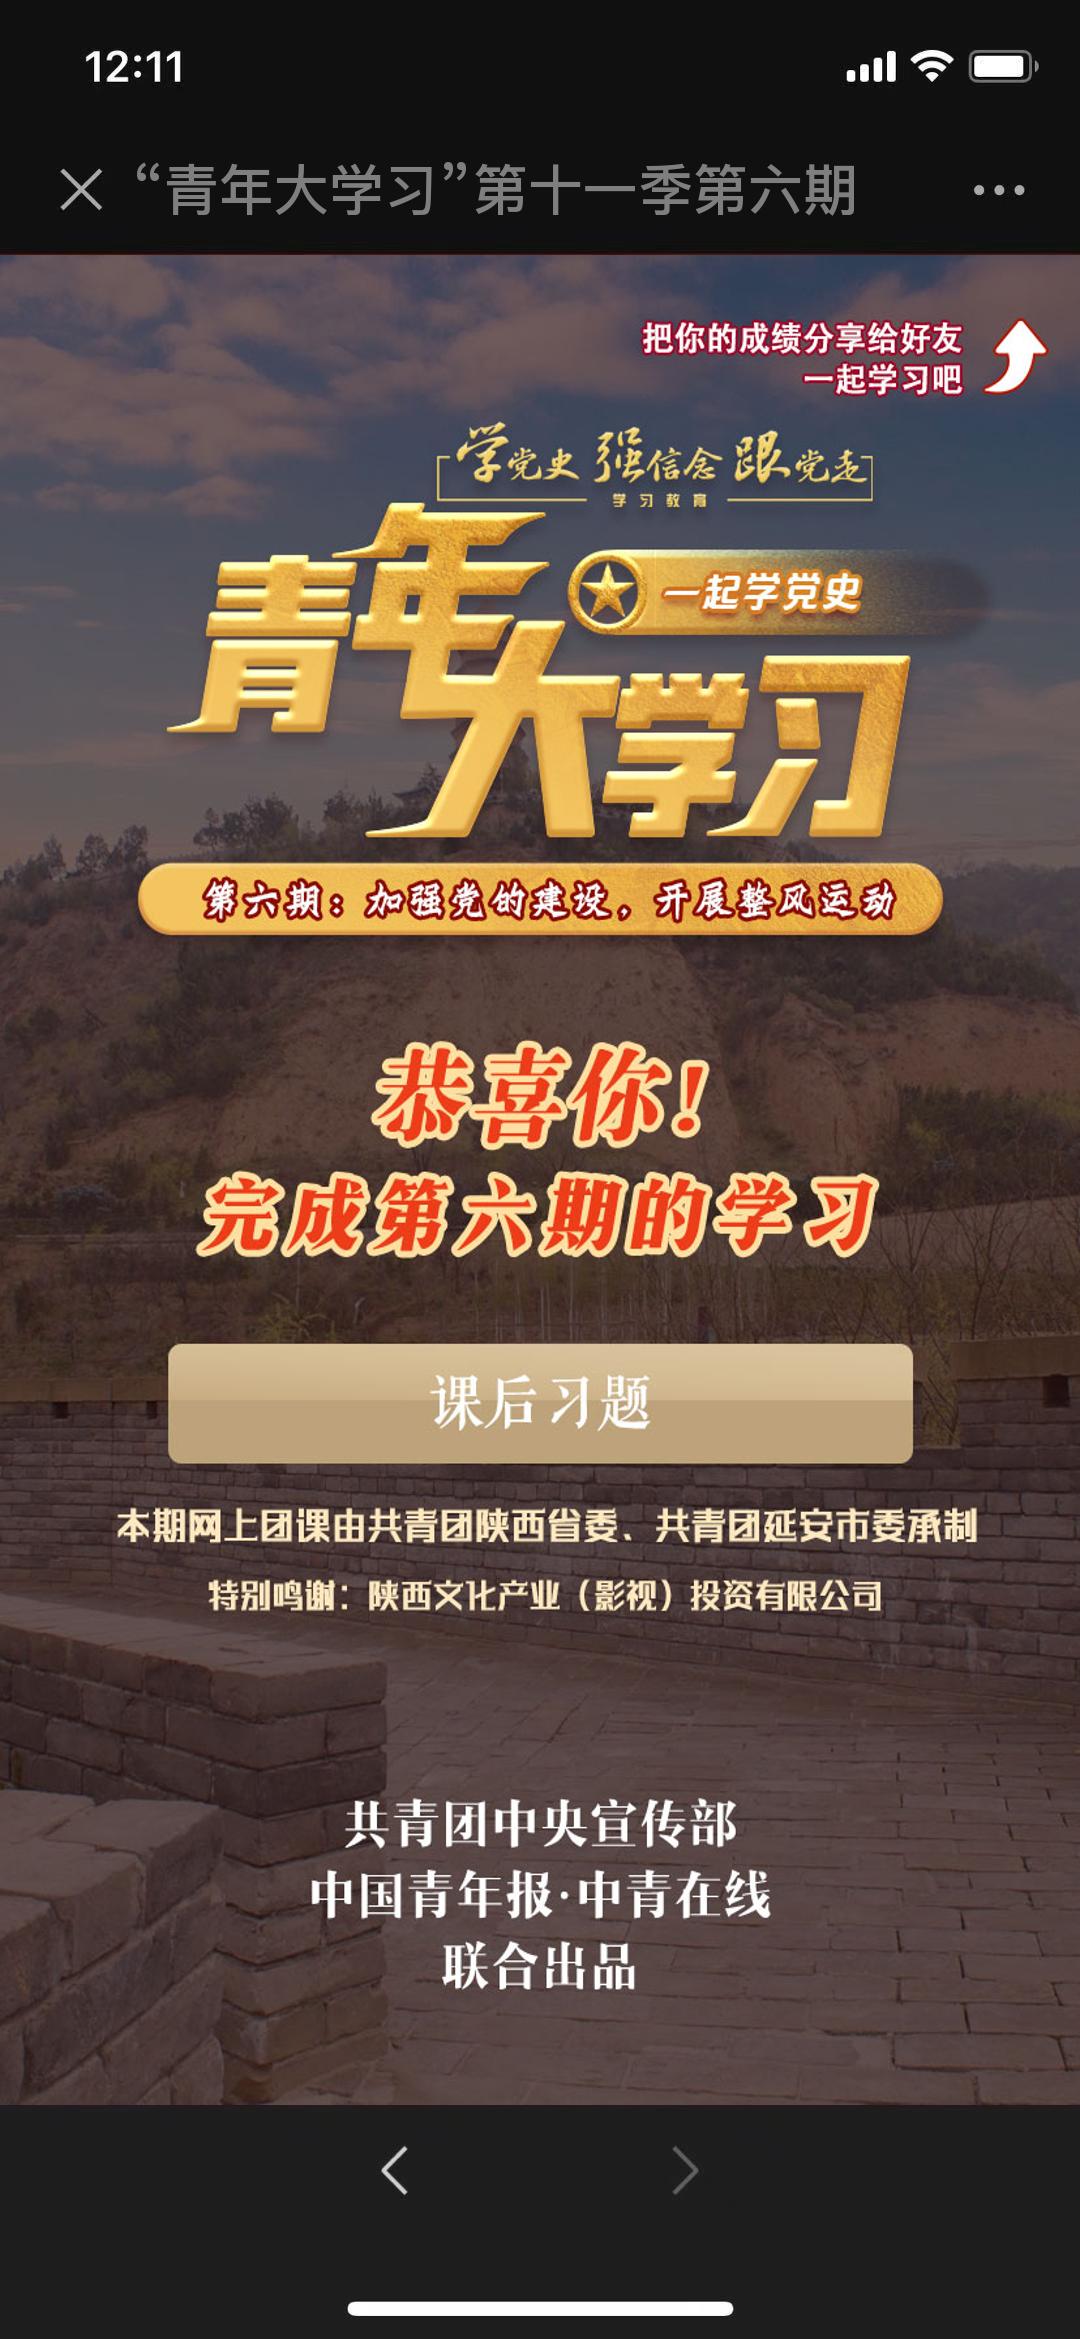 12:11
“青年大学习”第十一季第六期
把你的成绩分享给好友
一起学习吧
学党史 强信念 跟党走
学习教育
青年大学习
一起学党史
第六期：加强党的建设，开展整风运动
恭喜你！
完成第六期的学习
课后习题
本期网上团课由共青团陕西省委、共青团延安市委承制
特别鸣谢：陕西文化产业（影视）投资有限公司
共青团中央宣传部
中国青年报·中青在线
联合出品